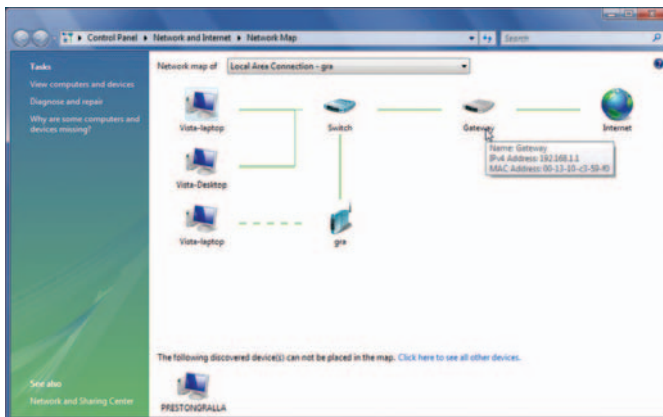 Control Panel Network and Internet Network Map
Search
Tasks
View computers and devices
Diagnose and repair
Why are some computers and
devices missing?
Network map of Local Area Connection - gra
Vista-laptop
Switch
Gateway
Internet
Name: Gateway
IPv4 Address: 192.168.1.1
MAC Address: 00-13-10-c3-59-f0
Vista-Desktop
Vista-laptop
gra
The following discovered device(s) can not be placed in the map. Click here to see all other devices.
PRESTONGRALLA
See also
Network and Sharing Center